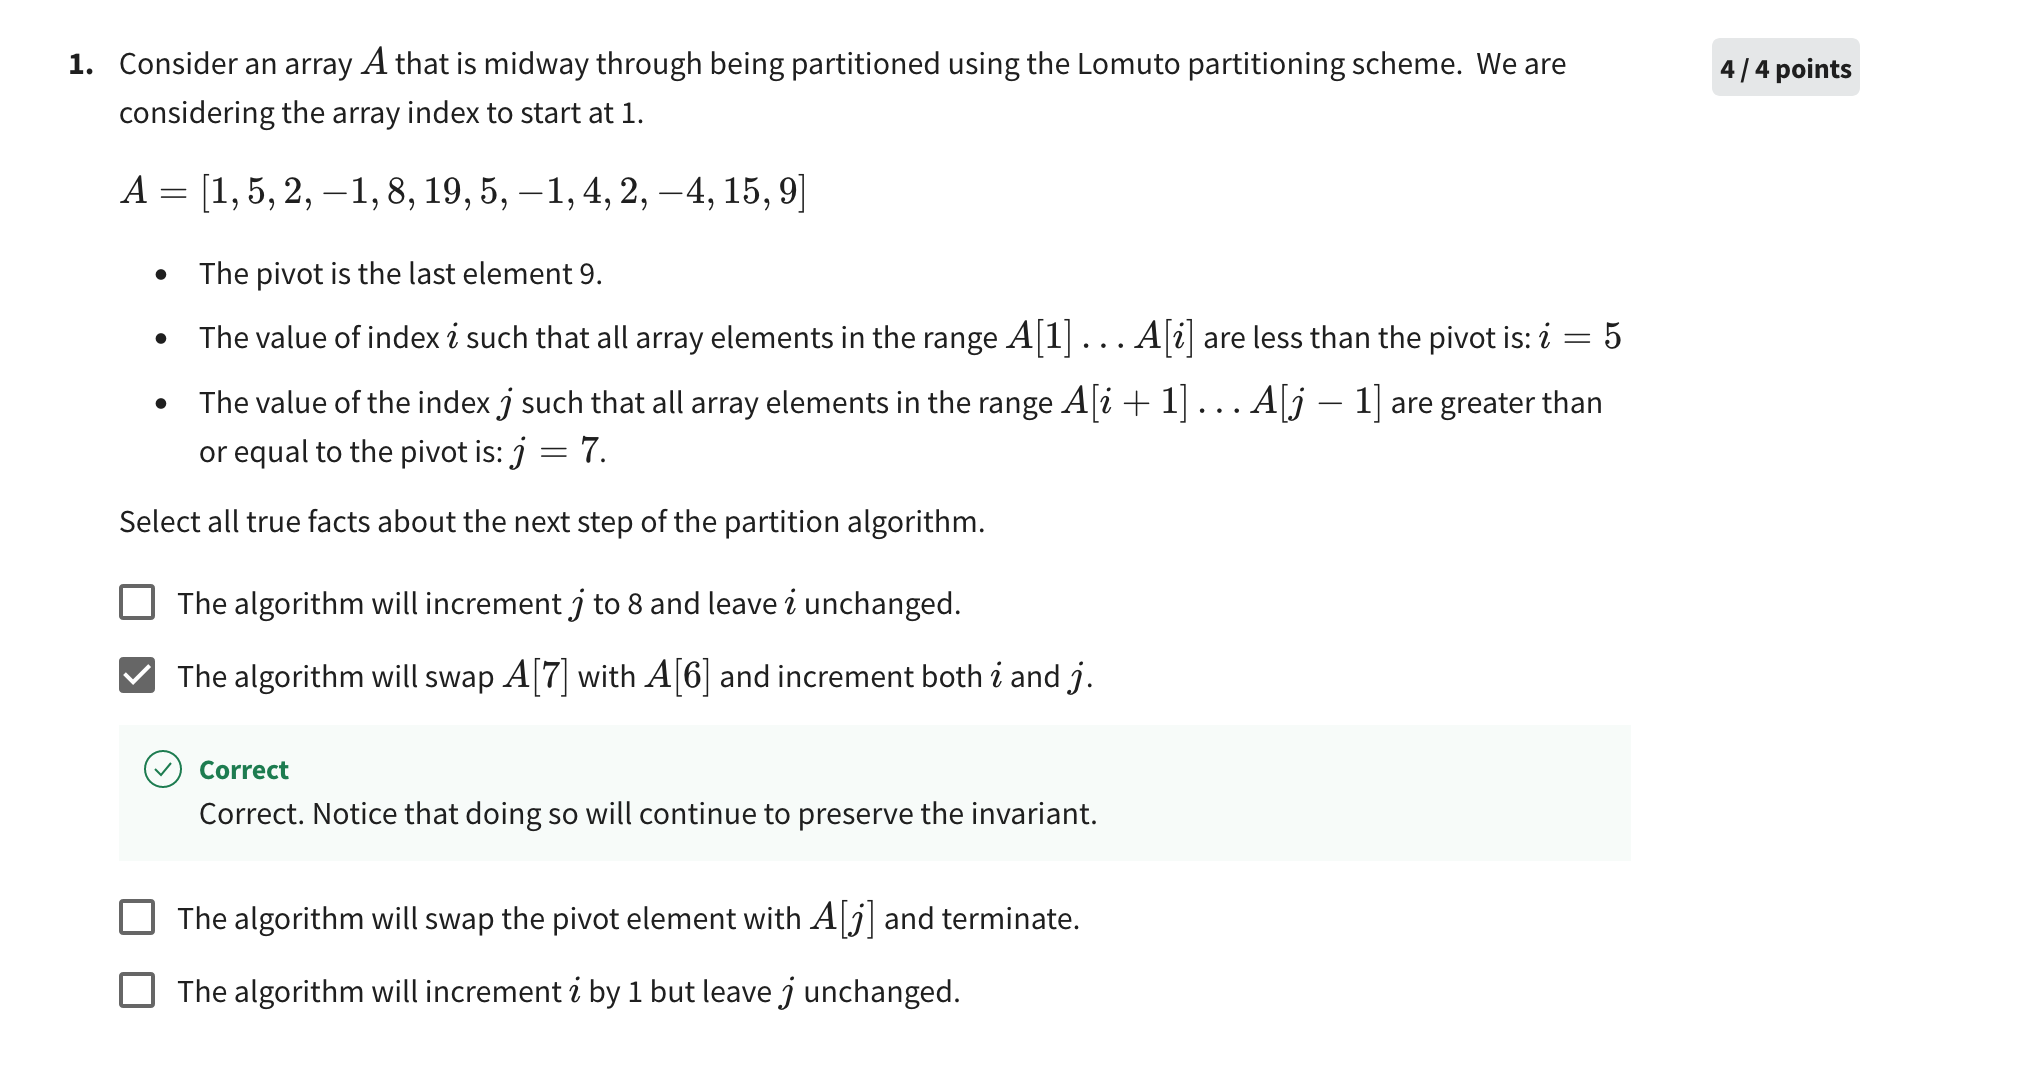 1. Consider an array A that is midway through being partitioned using the Lomuto partitioning scheme. We are
4 / 4 points
considering the array index to start at 1.
A = [1, 5, 2, −1, 8, 19, 5, −1, 4, 2, −4, 15, 9]
• The pivot is the last element 9.
• The value of index i such that all array elements in the range A[1] . . . A[i] are less than the pivot is: i = 5
• The value of the index j such that all array elements in the range A[i + 1] . . . A[j − 1] are greater than
or equal to the pivot is: j = 7.
Select all true facts about the next step of the partition algorithm.
The algorithm will increment j to 8 and leave i unchanged.
The algorithm will swap A[7] with A[6] and increment both i and j.
Correct
Correct. Notice that doing so will continue to preserve the invariant.
The algorithm will swap the pivot element with A[j] and terminate.
The algorithm will increment i by 1 but leave j unchanged.